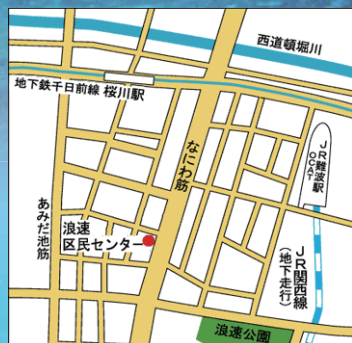 西道頓堀川
地下鉄千日前線 桜川駅
なにわ筋
JR難波駅
OCAT
あみだ池筋
浪速
区民センター
JR関西線
(地下走行)
浪速公園